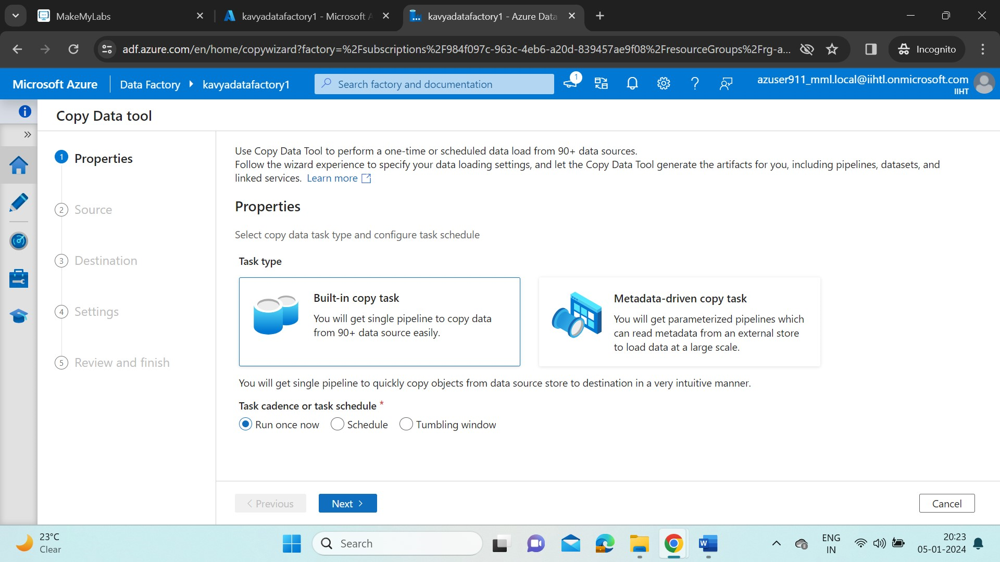 MakeMyLabs
kavyadatafactory1 - Microsoft A
kavyadatafactory1 - Azure Data
adf.azure.com/en/home/copywizard?factory=%2Fsubscriptions%2F984f097c-963c-4eb6-a20d-839457ae9f08%2FresourceGroups%2Frg-a...
Incognito
Microsoft Azure
Data Factory
kavyadatafactory1
Search factory and documentation
1
azuser911_mml.local@iihtl.onmicrosoft.com
IIHT
Copy Data tool
1 Properties
2 Source
3 Destination
4 Settings
5 Review and finish
Use Copy Data Tool to perform a one-time or scheduled data load from 90+ data sources.
Follow the wizard experience to specify your data loading settings, and let the Copy Data Tool generate the artifacts for you, including pipelines, datasets, and
linked services. Learn more
Properties
Select copy data task type and configure task schedule
Task type
Built-in copy task
You will get single pipeline to copy data
from 90+ data source easily.
Metadata-driven copy task
You will get parameterized pipelines which
can read metadata from an external store
to load data at a large scale.
You will get single pipeline to quickly copy objects from data source store to destination in a very intuitive manner.
Task cadence or task schedule *
Run once now Schedule Tumbling window
< Previous
Next >
Cancel
23°C
Clear
Search
W
ENG
IN
20:23
05-01-2024